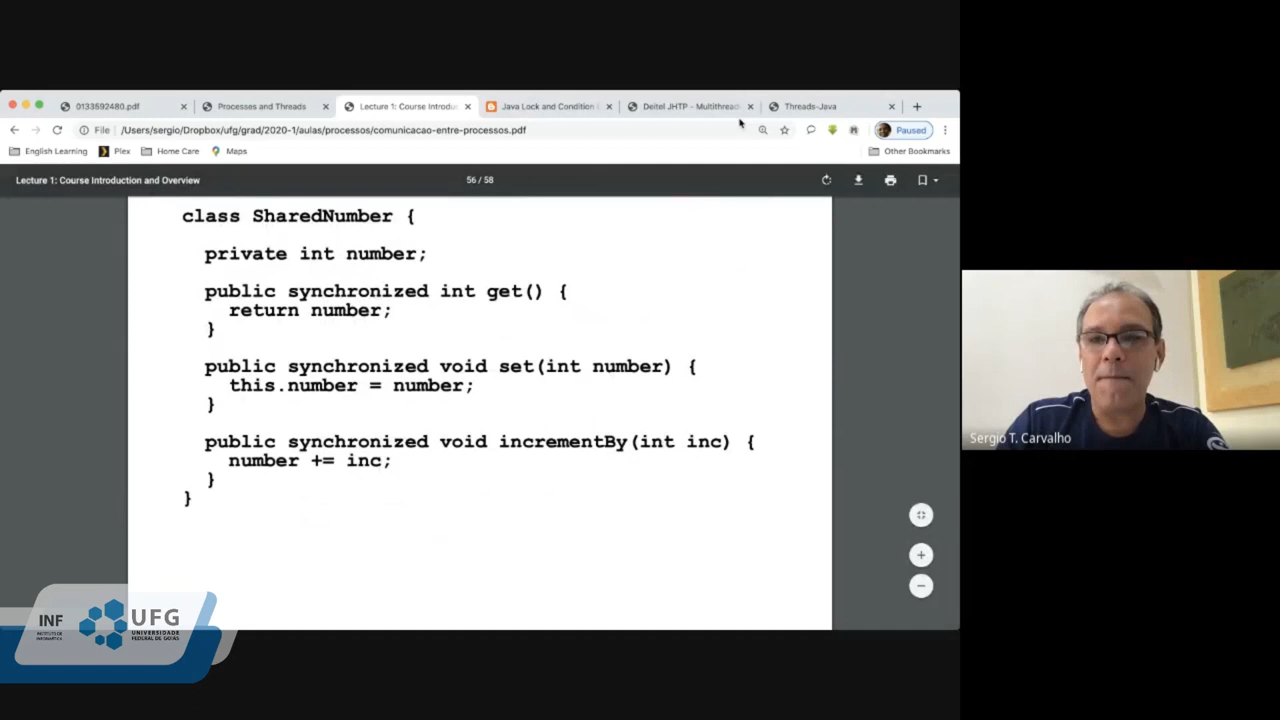 0133592480.pdf
Processes and Threads
Lecture 1: Course Introduc
Java Lock and Condition
Deitel JHTP - Multithread
Threads-Java
File /Users/sergio/Dropbox/ufg/grad/2020-1/aulas/processos/comunicacao-entre-processos.pdf
Paused
English Learning
Plex
Home Care
Maps
Other Bookmarks
Lecture 1: Course Introduction and Overview
56 / 58
class SharedNumber {
private int number;
public synchronized int get() {
return number;
}
public synchronized void set(int number) {
this.number = number;
}
public synchronized void incrementBy(int inc) {
number += inc;
}
}
Sergio T. Carvalho
INF
INSTITUTO DE
INFORMÁTICA
UFG
UNIVERSIDADE
FEDERAL DE GOIÁS